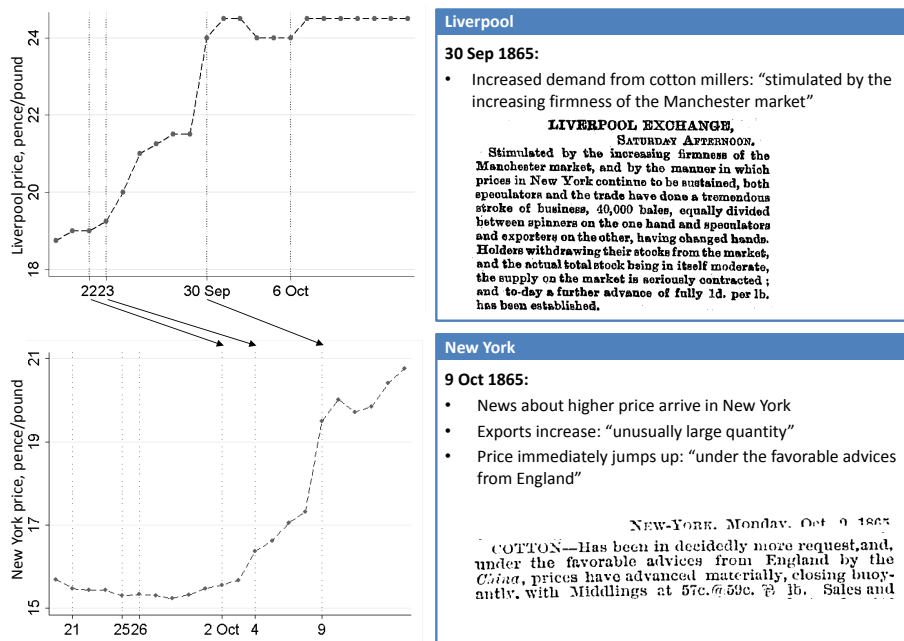 Liverpool price, pence/pound
24
22
20
18
2223
30 Sep
6 Oct
Liverpool
30 Sep 1865:
• Increased demand from cotton millers: “stimulated by the
increasing firmness of the Manchester market”
LIVERPOOL EXCHANGE,
SATURDAY AFTERNOON.
Stimulated by the increasing firmness of the
Manchester market, and by the manner in which
prices in New York continue to be sustained, both
speculators and the trade have done a tremendous
stroke of business, 40,000 bales, equally divided
between spinners on the one hand and speculators
and exporters on the other, having changed hands.
Holders withdrawing their stocks from the market,
and the actual total stock being in itself moderate,
the supply on the market is seriously contracted;
and to-day a further advance of fully 1d. per lb.
has been established.
New York price, pence/pound
21
19
17
15
21
2526
2 Oct
4
9
New York
9 Oct 1865:
• News about higher price arrive in New York
• Exports increase: “unusually large quantity”
• Price immediately jumps up: “under the favorable advices
from England”
NEW-YORK, Monday, Oct. 9, 1865
COTTON—Has been in decidedly more request, and,
under the favorable advices from England by the
China, prices have advanced materially, closing buoy-
antly, with Middlings at 57c.@59c. ℔ lb. Sales and